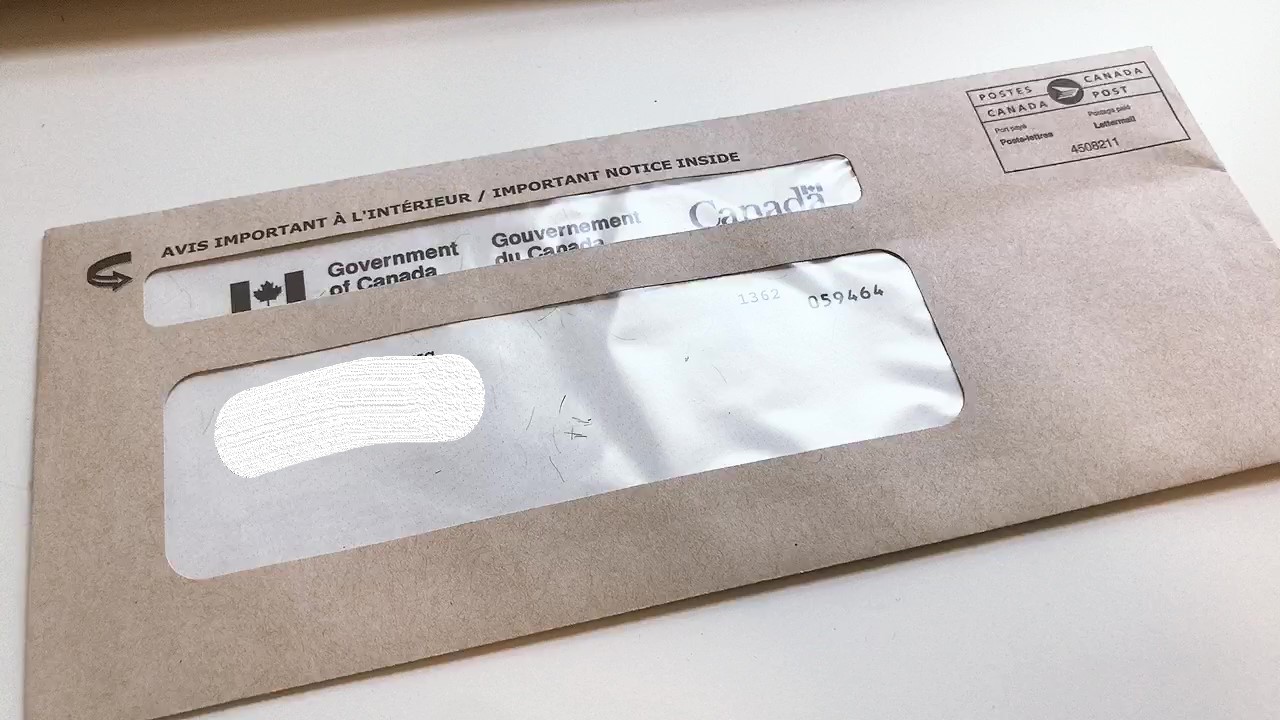 AVIS IMPORTANT À L'INTÉRIEUR / IMPORTANT NOTICE INSIDE
POSTES CANADA
CANADA POST
Port payé Postage paid
Poste-lettres Lettermail
4508211
Government Gouvernement Canada
of Canada du Canada
1362 059464